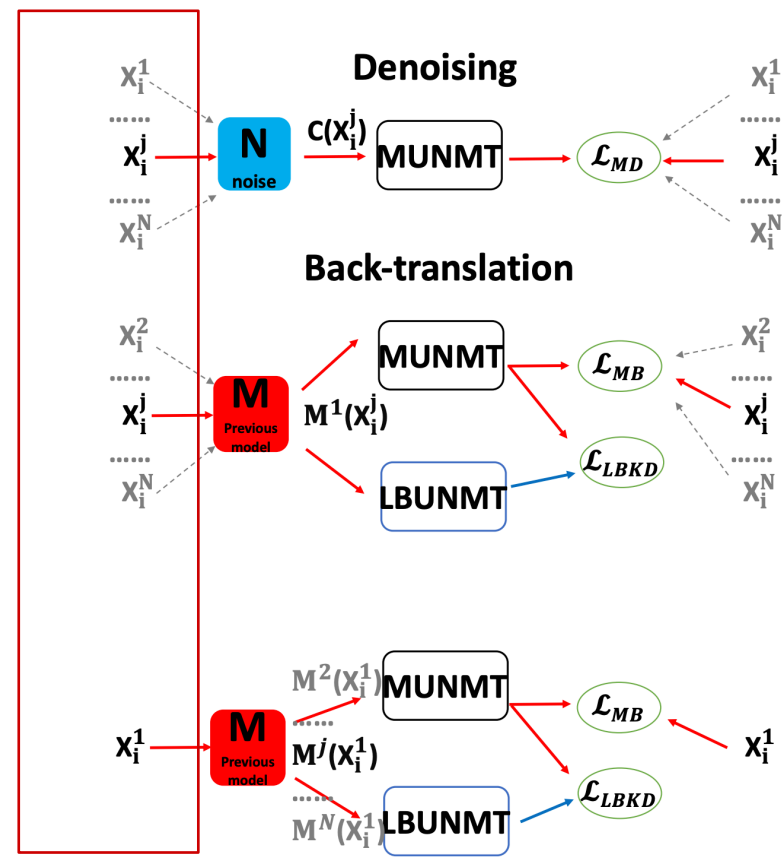 Denoising
X_i^1 X_i^1
...... ......
X_i^j N noise C(X_i^j) MUNMT ℒ_MD X_i^j
...... ......
X_i^N X_i^N
Back-translation
X_i^2 MUNMT X_i^2
...... ℒ_MB ......
X_i^j M Previous model M^1(X_i^j) X_i^j
...... ℒ_LBKD ......
X_i^N LBUNMT X_i^N
M^2(X_i^1) MUNMT
...... ℒ_MB
X_i^1 M Previous model M^j(X_i^1) X_i^1
...... ℒ_LBKD
M^N(X_i^1) LBUNMT